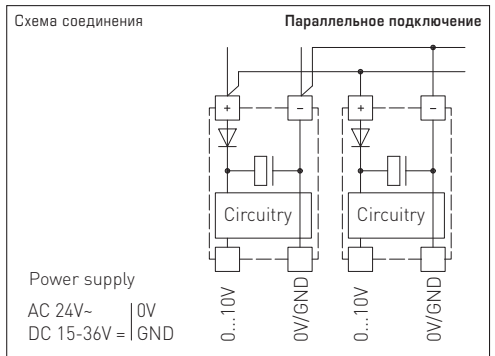 Схема соединения
Параллельное подключение
+ − + −
Circuitry Circuitry
Power supply
AC 24V~ | 0V
DC 15-36V = | GND
0...10V
0V/GND
0...10V
0V/GND